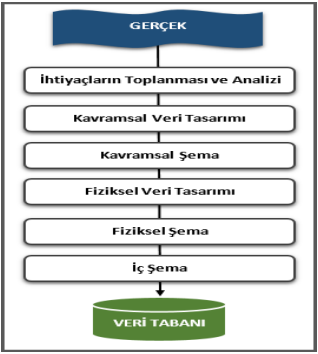 GERÇEK
İhtiyaçların Toplanması ve Analizi
Kavramsal Veri Tasarımı
Kavramsal Şema
Fiziksel Veri Tasarımı
Fiziksel Şema
İç Şema
VERİ TABANI